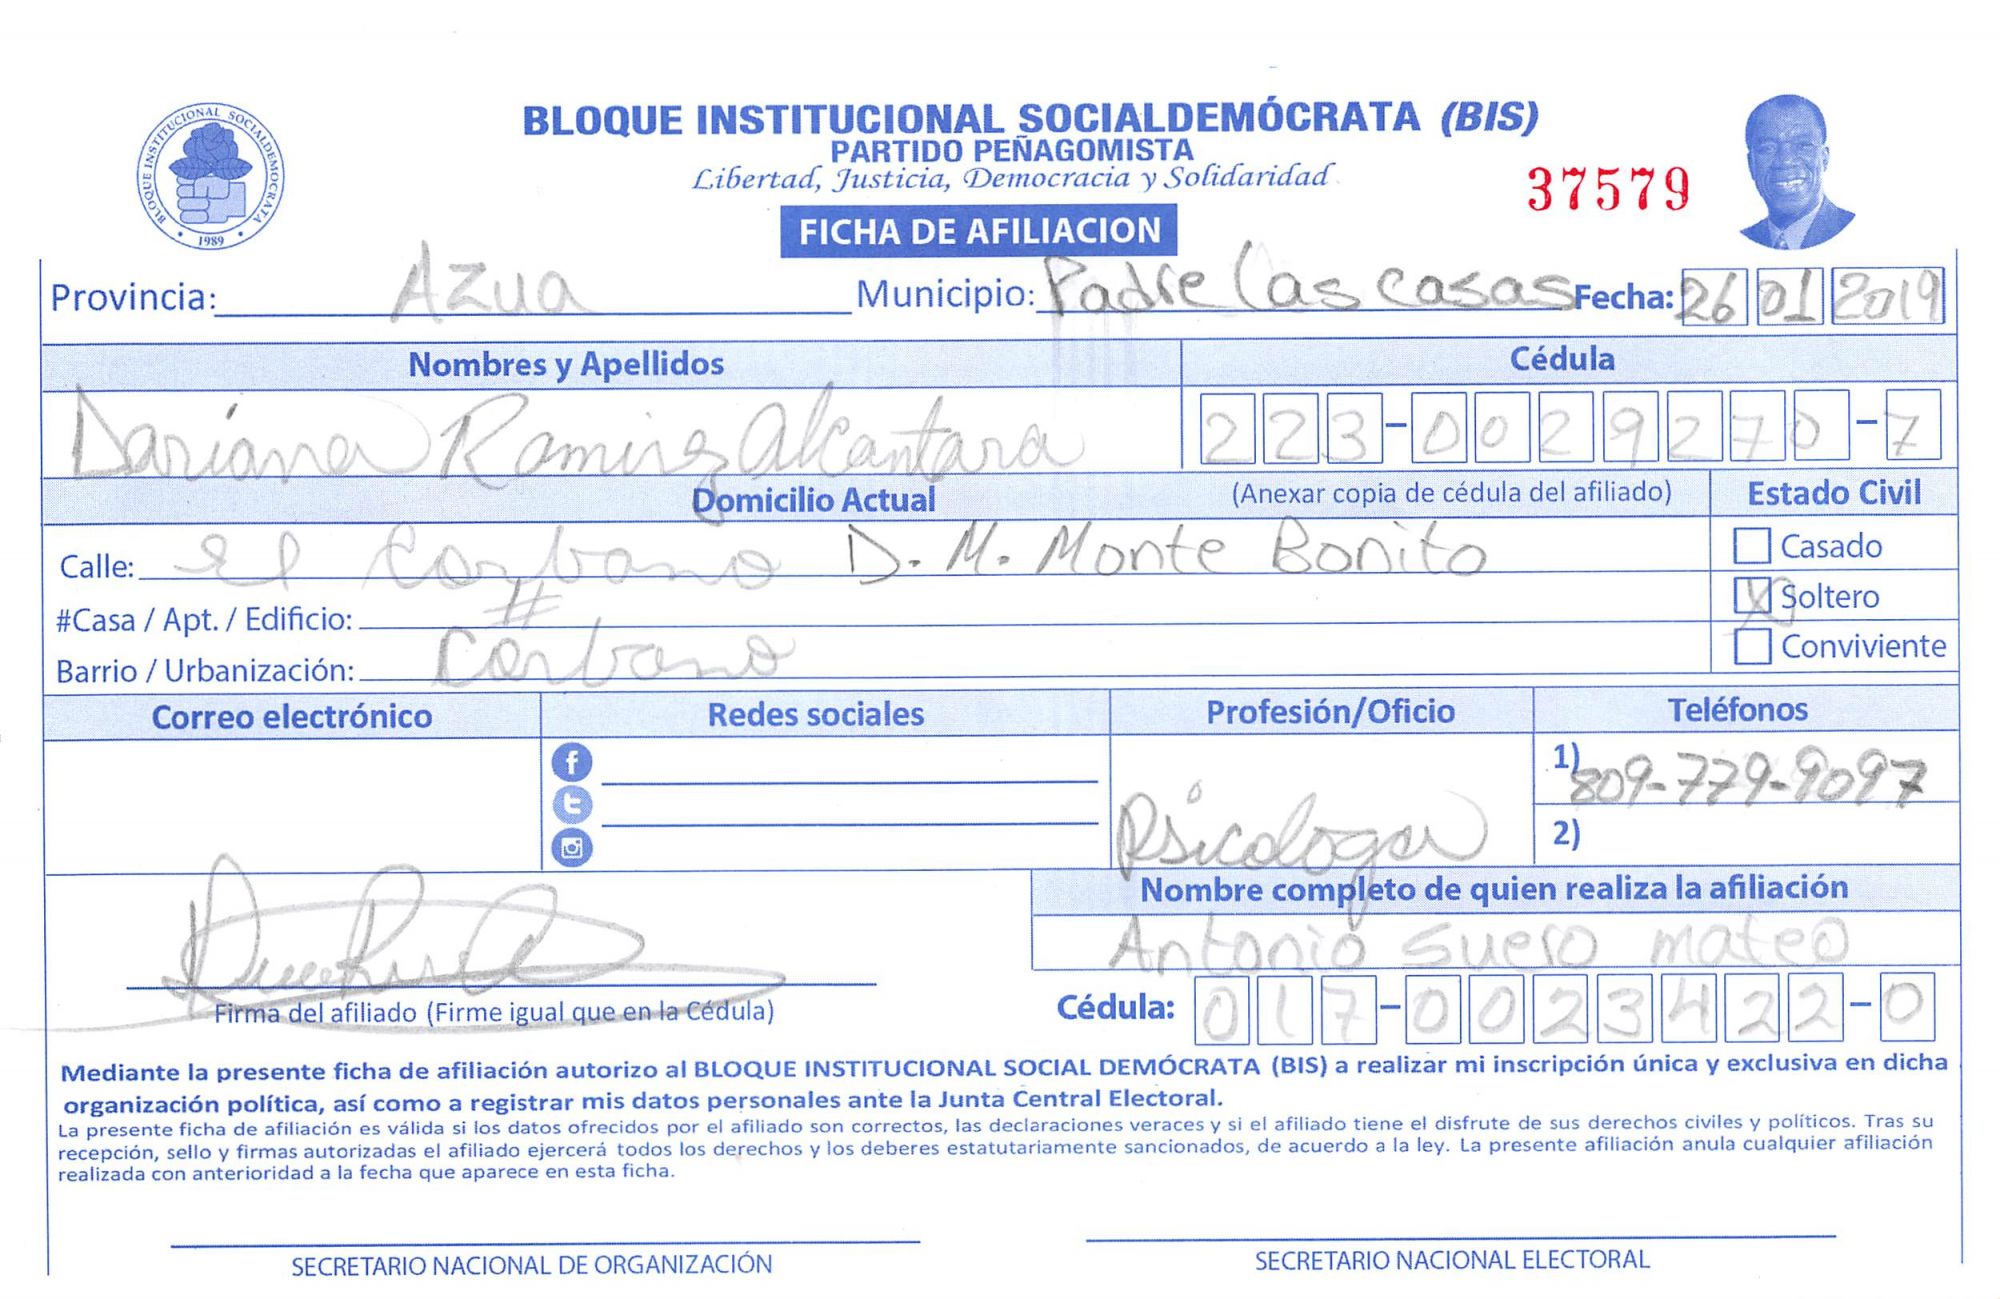 BLOQUE INSTITUCIONAL SOCIALDEMOCRATA
1989
BLOQUE INSTITUCIONAL SOCIALDEMÓCRATA (BIS)
PARTIDO PEÑAGOMISTA
Libertad, Justicia, Democracia y Solidaridad
37579
FICHA DE AFILIACION
Provincia: Azua Municipio: Padre las casas Fecha: 26 01 2019
Nombres y Apellidos Cédula
Dariana Ramirez Alcantara 223-0029270-7
Domicilio Actual (Anexar copia de cédula del afiliado) Estado Civil
Calle: El Corbano D. M. Monte Bonito Casado
#Casa / Apt. / Edificio: # X Soltero
Barrio / Urbanización: Corbano Conviviente
Correo electrónico Redes sociales Profesión/Oficio Teléfonos
1) 809-779-9097
Psicologa 2)
Nombre completo de quien realiza la afiliación
Antonio suero mateo
Firma del afiliado (Firme igual que en la Cédula) Cédula: 017-0023422-0
Mediante la presente ficha de afiliación autorizo al BLOQUE INSTITUCIONAL SOCIAL DEMÓCRATA (BIS) a realizar mi inscripción única y exclusiva en dicha
organización política, así como a registrar mis datos personales ante la Junta Central Electoral.
La presente ficha de afiliación es válida si los datos ofrecidos por el afiliado son correctos, las declaraciones veraces y si el afiliado tiene el disfrute de sus derechos civiles y políticos. Tras su
recepción, sello y firmas autorizadas el afiliado ejercerá todos los derechos y los deberes estatutariamente sancionados, de acuerdo a la ley. La presente afiliación anula cualquier afiliación
realizada con anterioridad a la fecha que aparece en esta ficha.
SECRETARIO NACIONAL DE ORGANIZACIÓN SECRETARIO NACIONAL ELECTORAL